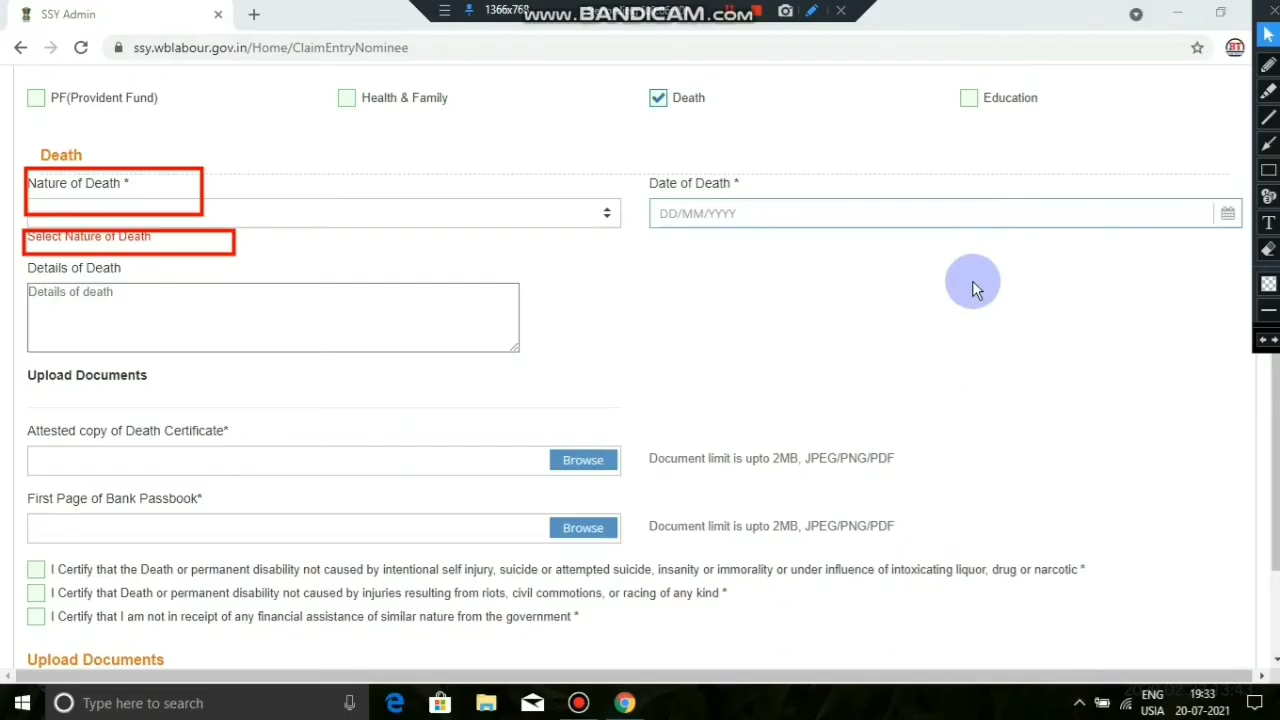 SSY Admin
1366x768
www.BANDICAM.com
ssy.wblabour.gov.in/Home/ClaimEntryNominee
PF(Provident Fund)
Health & Family
Death
Education
Death
Nature of Death *
Date of Death *
DD/MM/YYYY
Select Nature of Death
Details of Death
Details of death
Upload Documents
Attested copy of Death Certificate*
Browse
Document limit is upto 2MB, JPEG/PNG/PDF
First Page of Bank Passbook*
Browse
Document limit is upto 2MB, JPEG/PNG/PDF
I Certify that the Death or permanent disability not caused by intentional self injury, suicide or attempted suicide, insanity or immorality or under influence of intoxicating liquor, drug or narcotic *
I Certify that Death or permanent disability not caused by injuries resulting from riots, civil commotions, or racing of any kind *
I Certify that I am not in receipt of any financial assistance of similar nature from the government *
Upload Documents
Type here to search
ENG
USIA
19:33
20-07-2021